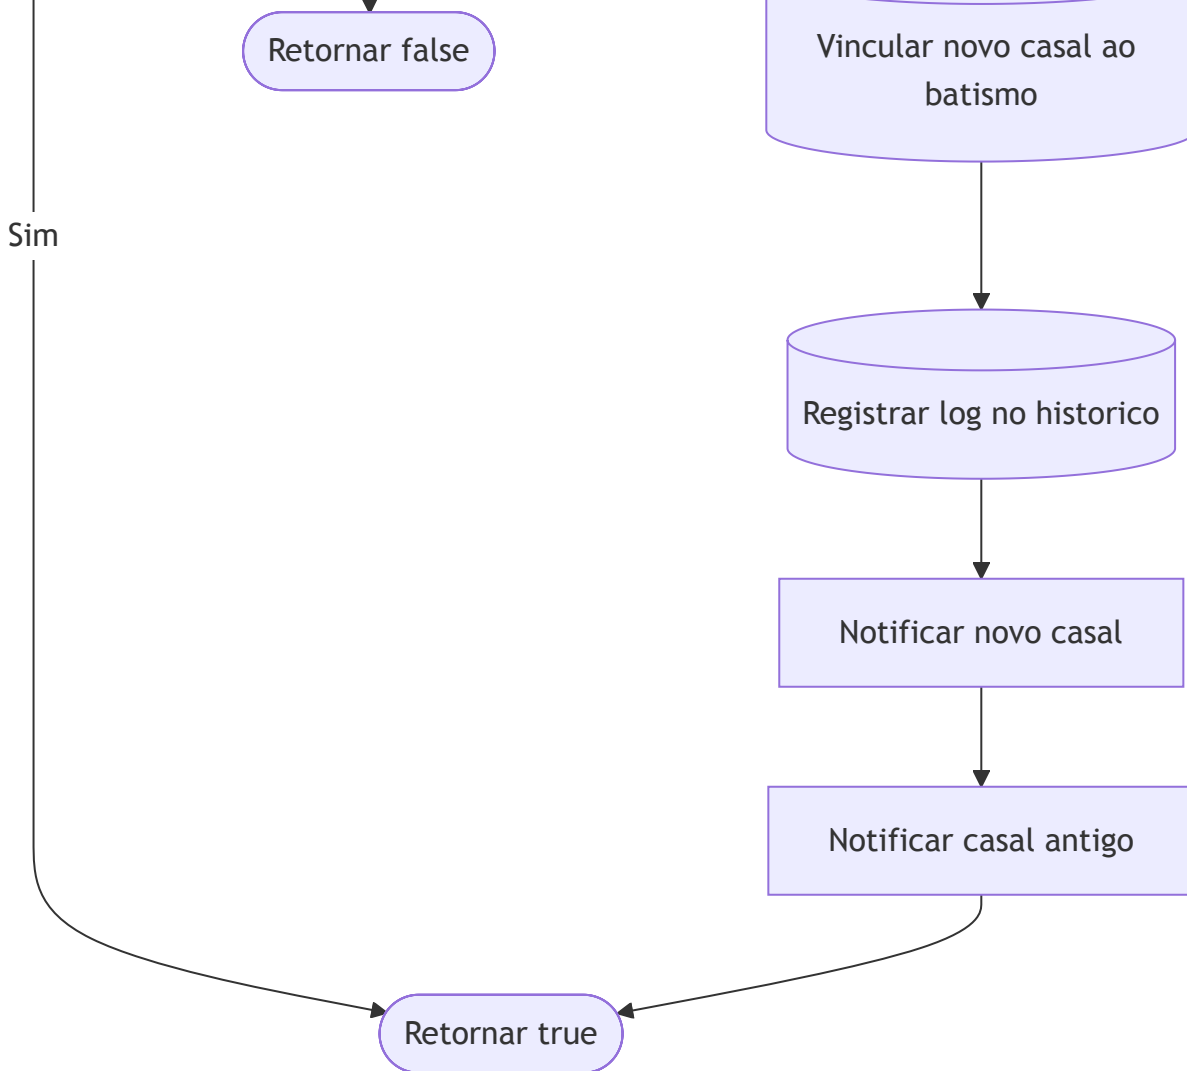 Retornar false
Vincular novo casal ao
batismo
Sim
Registrar log no historico
Notificar novo casal
Notificar casal antigo
Retornar true